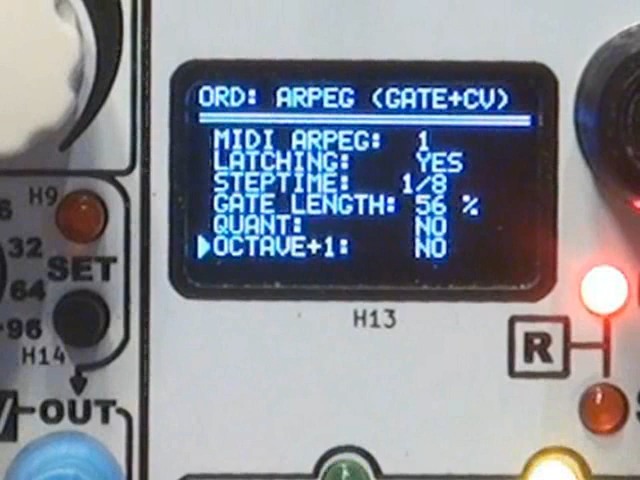 ORD: ARPEG (GATE+CV)
MIDI ARPEG: 1
LATCHING: YES
STEPTIME: 1/8
GATE LENGTH: 56 %
QUANT: NO
OCTAVE+1: NO
H13
H9
32
SET
64
96
H14
OUT
R